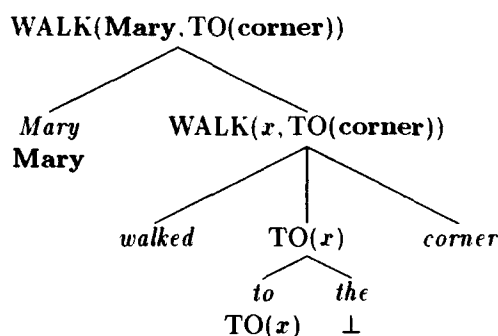 WALK(Mary,TO(corner))
Mary WALK(x,TO(corner))
Mary
walked TO(x) corner
to the
TO(x) ⊥